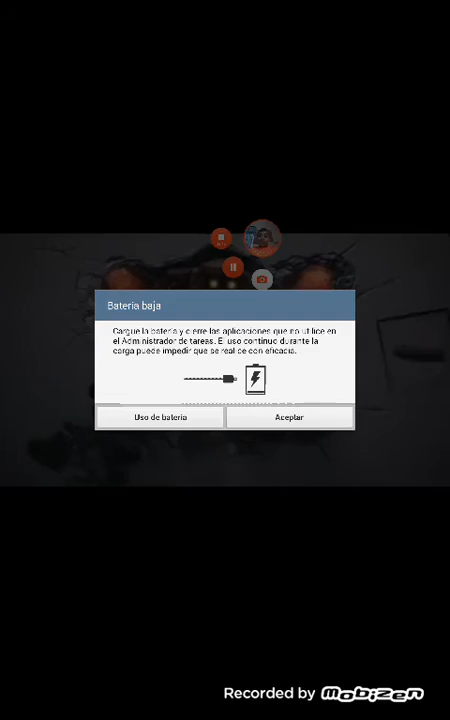 Batería baja
Cargue la batería y cierre las aplicaciones que no utilice en
el Administrador de tareas. El uso continuo durante la
carga puede impedir que se realice con eficacia.
Uso de batería
Aceptar
Recorded by mobizen